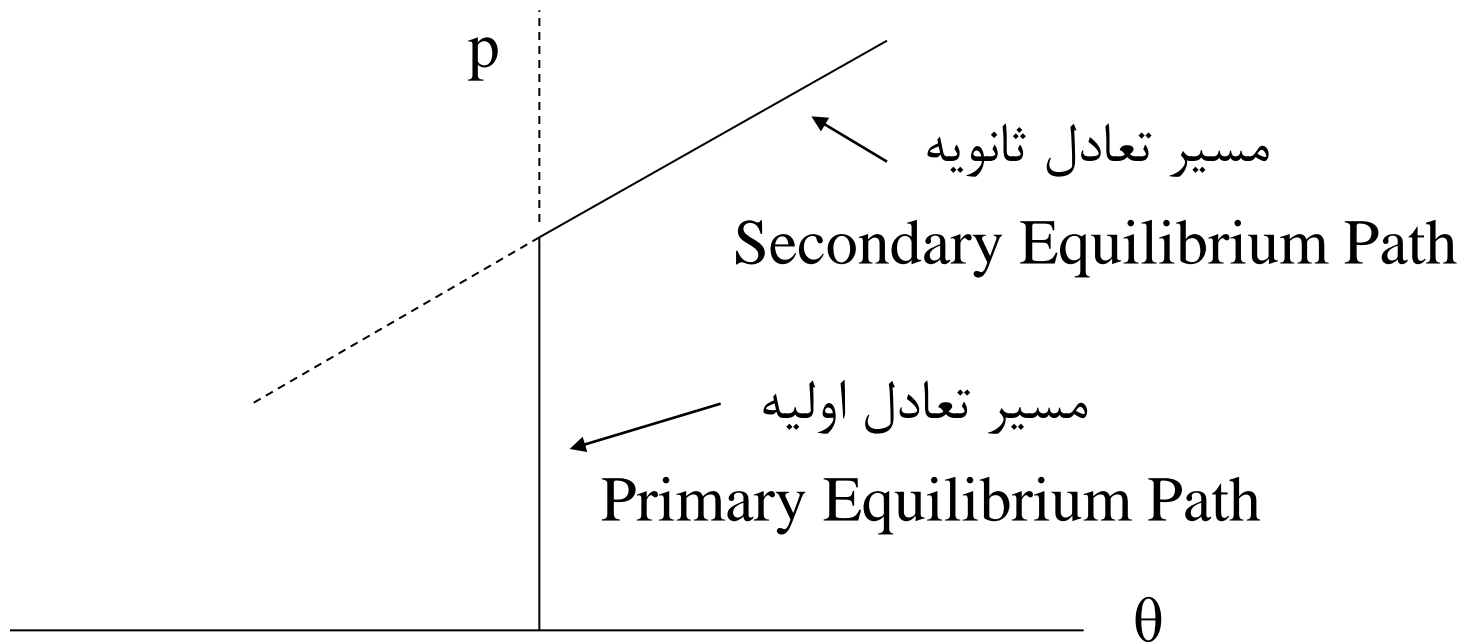 p
مسیر تعادل ثانویه
Secondary Equilibrium Path
مسیر تعادل اولیه
Primary Equilibrium Path
θ